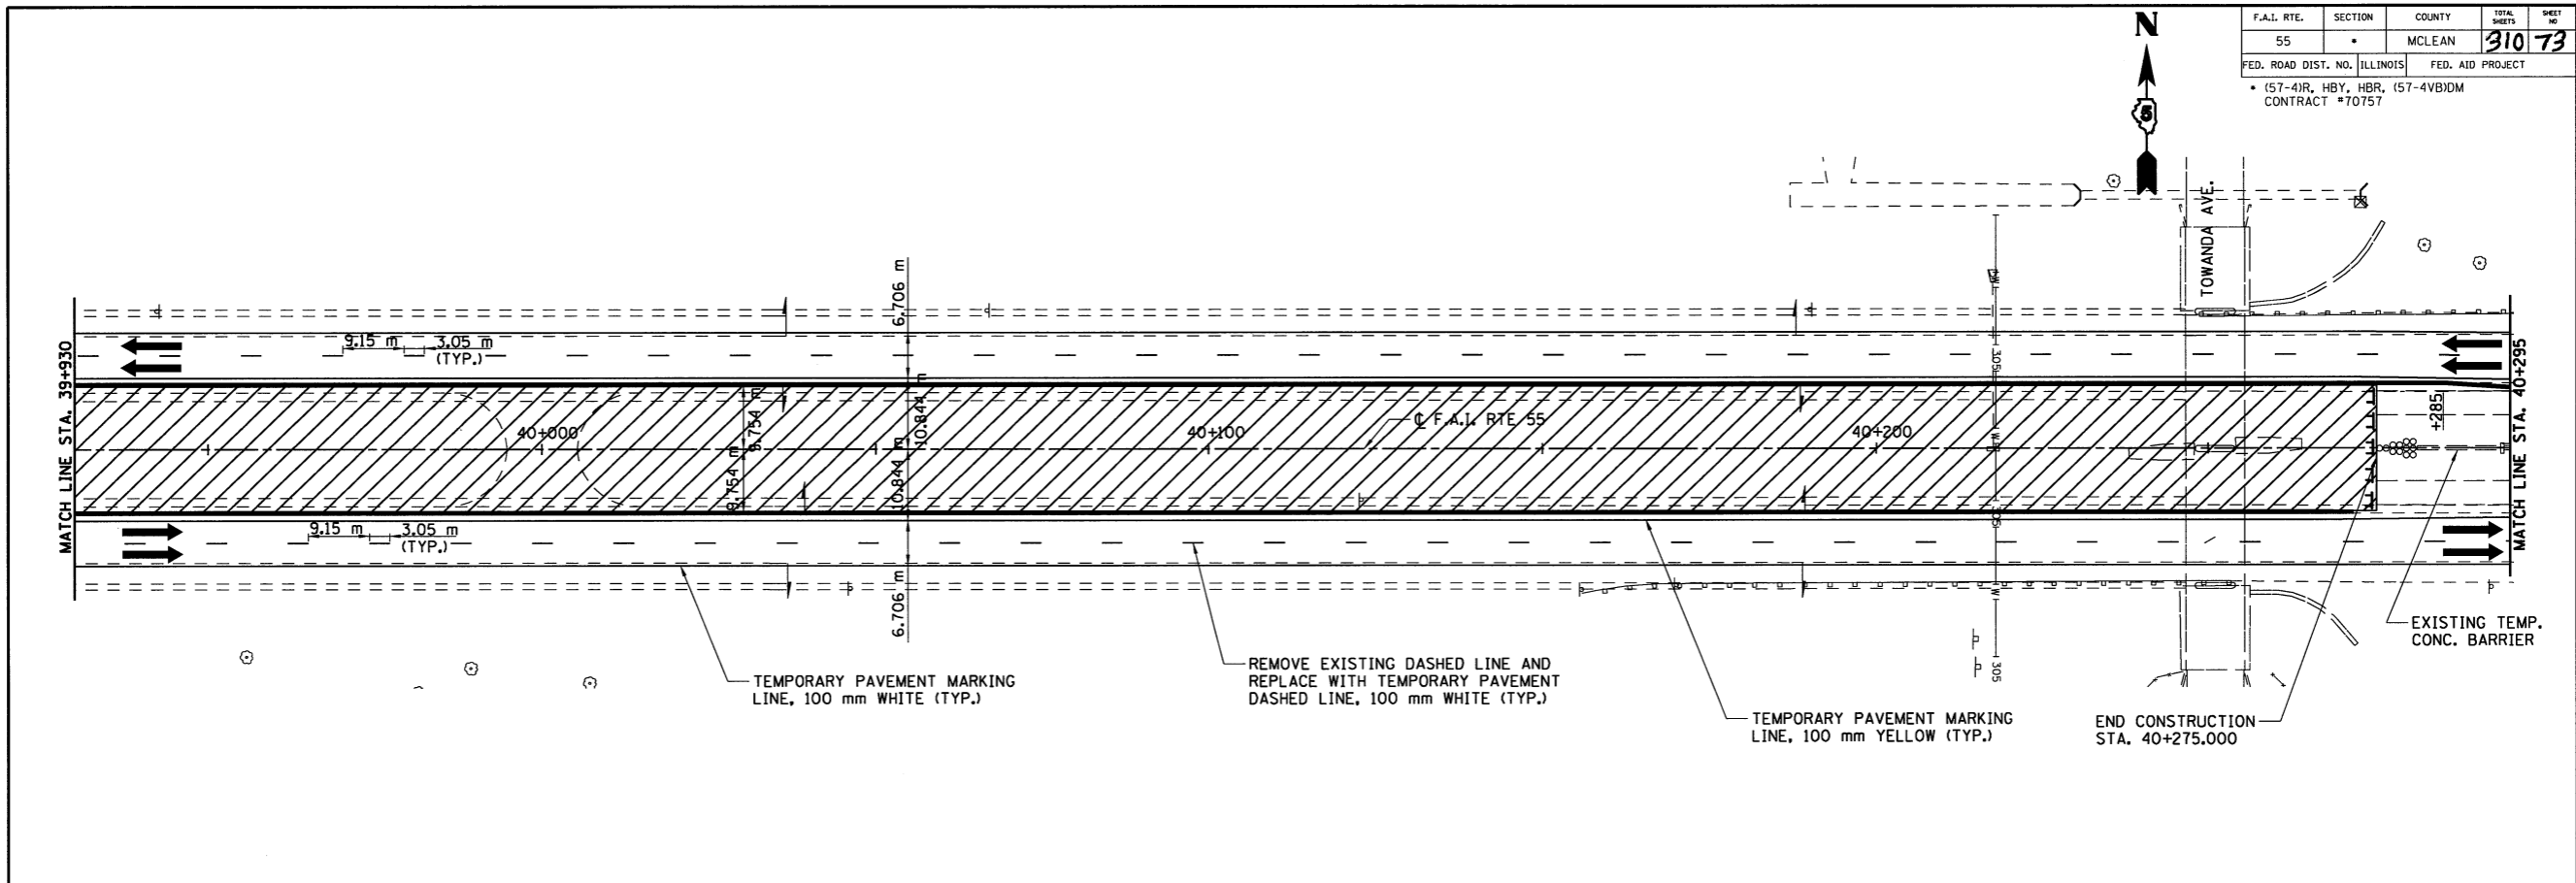 F.A.I. RTE. SECTION COUNTY TOTAL SHEETS SHEET NO
55 * MCLEAN 310 73
FED. ROAD DIST. NO. ILLINOIS FED. AID PROJECT
* (57-4)R, HBY, HBR, (57-4VB)DM
CONTRACT #70757
N
5
TOWANDA AVE.
MATCH LINE STA. 39+930
MATCH LINE STA. 40+295
6.706 m
9.15 m
3.05 m
(TYP.)
305
9.754 m
10.844 m
40+000
40+100
℄ F.A.I. RTE 55
40+200
+285
9.754 m
10.844 m
W
305
9.15 m
3.05 m
(TYP.)
6.706 m
W
305
EXISTING TEMP.
CONC. BARRIER
TEMPORARY PAVEMENT MARKING
LINE, 100 mm WHITE (TYP.)
REMOVE EXISTING DASHED LINE AND
REPLACE WITH TEMPORARY PAVEMENT
DASHED LINE, 100 mm WHITE (TYP.)
TEMPORARY PAVEMENT MARKING
LINE, 100 mm YELLOW (TYP.)
END CONSTRUCTION
STA. 40+275.000